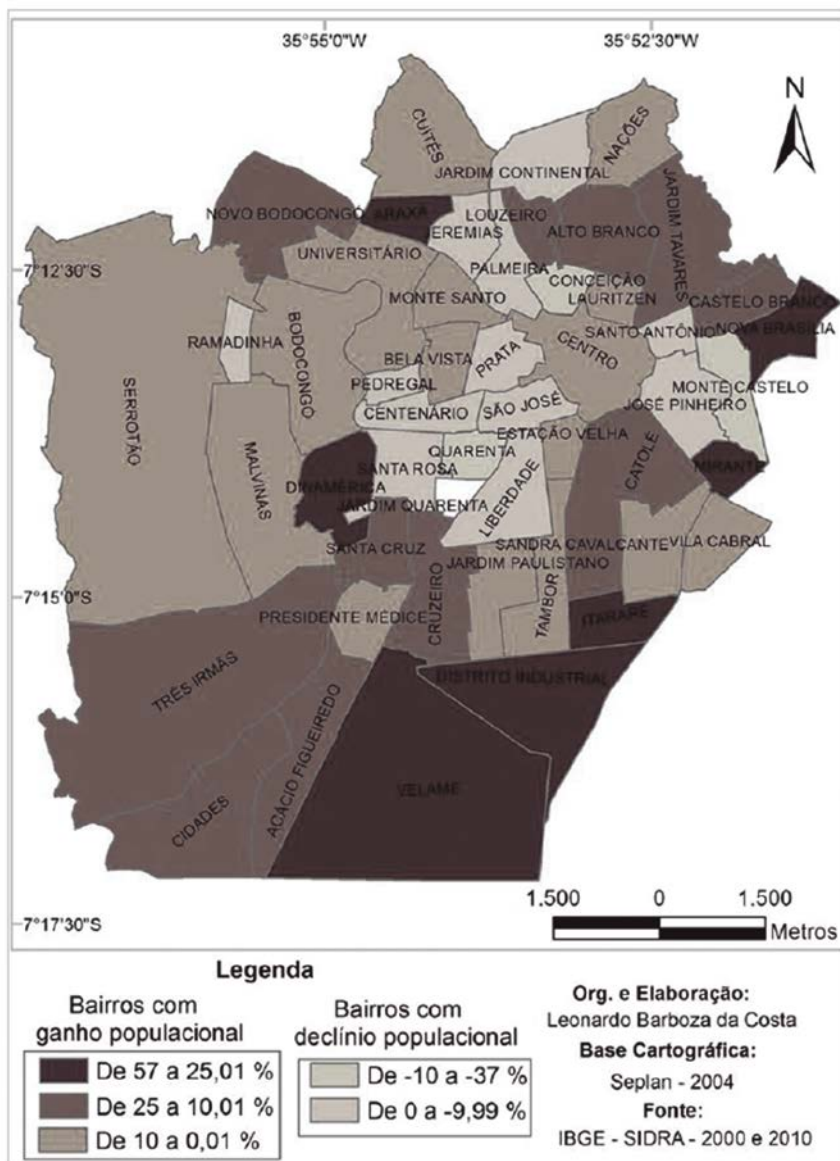 35°55'0"W
35°52'30"W
N
CUITÉS
NAÇÕES
JARDIM CONTINENTAL
NOVO BODOCONGÓ
ARAXA
LOUZEIRO
JEREMIAS
ALTO BRANCO
JARDIM TAVARES
UNIVERSITÁRIO
7°12'30"S
PALMEIRA
CONCEIÇÃO
LAURITZEN
MONTE SANTO
CASTELO BRANCO
SANTO ANTÔNIO
NOVA BRASÍLIA
RAMADINHA
BODOCONGÓ
BELA VISTA
PRATA
CENTRO
PEDREGAL
MONTE CASTELO
SERROTÃO
CENTENÁRIO
SÃO JOSÉ
JOSÉ PINHEIRO
MALVINAS
QUARENTA
ESTAÇÃO VELHA
CATOLÉ
SANTA ROSA
MIRANTE
DINAMÉRICA
LIBERDADE
JARDIM QUARENTA
SANTA CRUZ
SANDRA CAVALCANTE
VILA CABRAL
JARDIM PAULISTANO
7°15'0"S
PRESIDENTE MÉDICE
CRUZEIRO
TAMBOR
ITARARÉ
TRÊS IRMÃS
DISTRITO INDUSTRIAL
ACÁCIO FIGUEIREDO
VELAME
CIDADES
1.500 0 1.500
7°17'30"S
Metros
Legenda
Bairros com
ganho populacional
De 57 a 25,01 %
De 25 a 10,01 %
De 10 a 0,01 %
Bairros com
declínio populacional
De -10 a -37 %
De 0 a -9,99 %
Org. e Elaboração:
Leonardo Barboza da Costa
Base Cartográfica:
Seplan - 2004
Fonte:
IBGE - SIDRA - 2000 e 2010